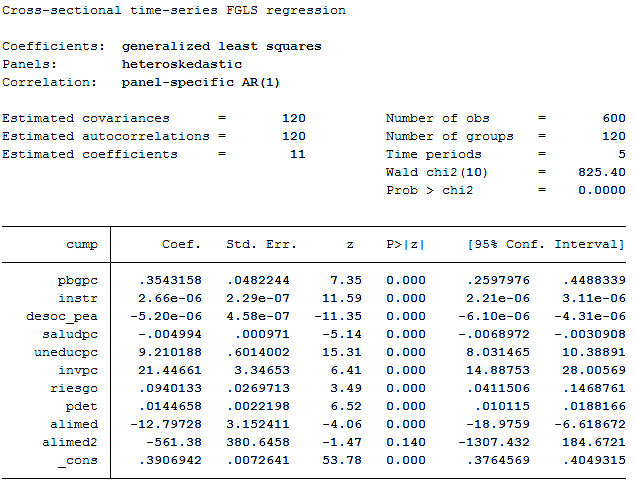 Cross-sectional time-series FGLS regression
Coefficients: generalized least squares
Panels: heteroskedastic
Correlation: panel-specific AR(1)
Estimated covariances = 120 Number of obs = 600
Estimated autocorrelations = 120 Number of groups = 120
Estimated coefficients = 11 Time periods = 5
Wald chi2(10) = 825.40
Prob > chi2 = 0.0000
cump Coef. Std. Err. z P>|z| [95% Conf. Interval]
pbgpc .3543158 .0482244 7.35 0.000 .2597976 .4488339
instr 2.66e-06 2.29e-07 11.59 0.000 2.21e-06 3.11e-06
desoc_pea -5.20e-06 4.58e-07 -11.35 0.000 -6.10e-06 -4.31e-06
saludpc -.004994 .000971 -5.14 0.000 -.0068972 -.0030908
uneducpc 9.210188 .6014002 15.31 0.000 8.031465 10.38891
invpc 21.44661 3.34653 6.41 0.000 14.88753 28.00569
riesgo .0940133 .0269713 3.49 0.000 .0411506 .1468761
pdet .0144658 .0022198 6.52 0.000 .010115 .0188166
alimed -12.79728 3.152411 -4.06 0.000 -18.9759 -6.618672
alimed2 -561.38 380.6458 -1.47 0.140 -1307.432 184.6721
_cons .3906942 .0072641 53.78 0.000 .3764569 .4049315